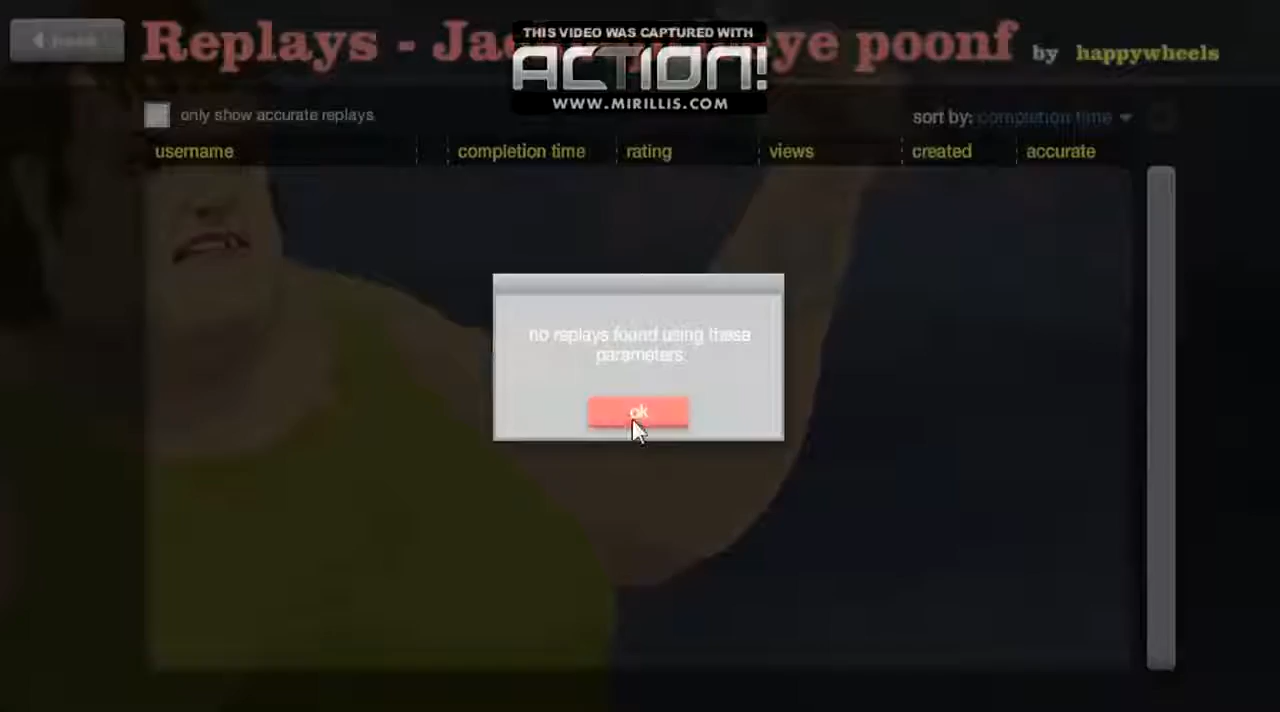 Replays - Ja ye poonf by happywheels
THIS VIDEO WAS CAPTURED WITH
ACTION!
WWW.MIRILLIS.COM
only show accurate replays
sort by: completion time
username completion time rating views created accurate
no replays found using these
parameters.
ok